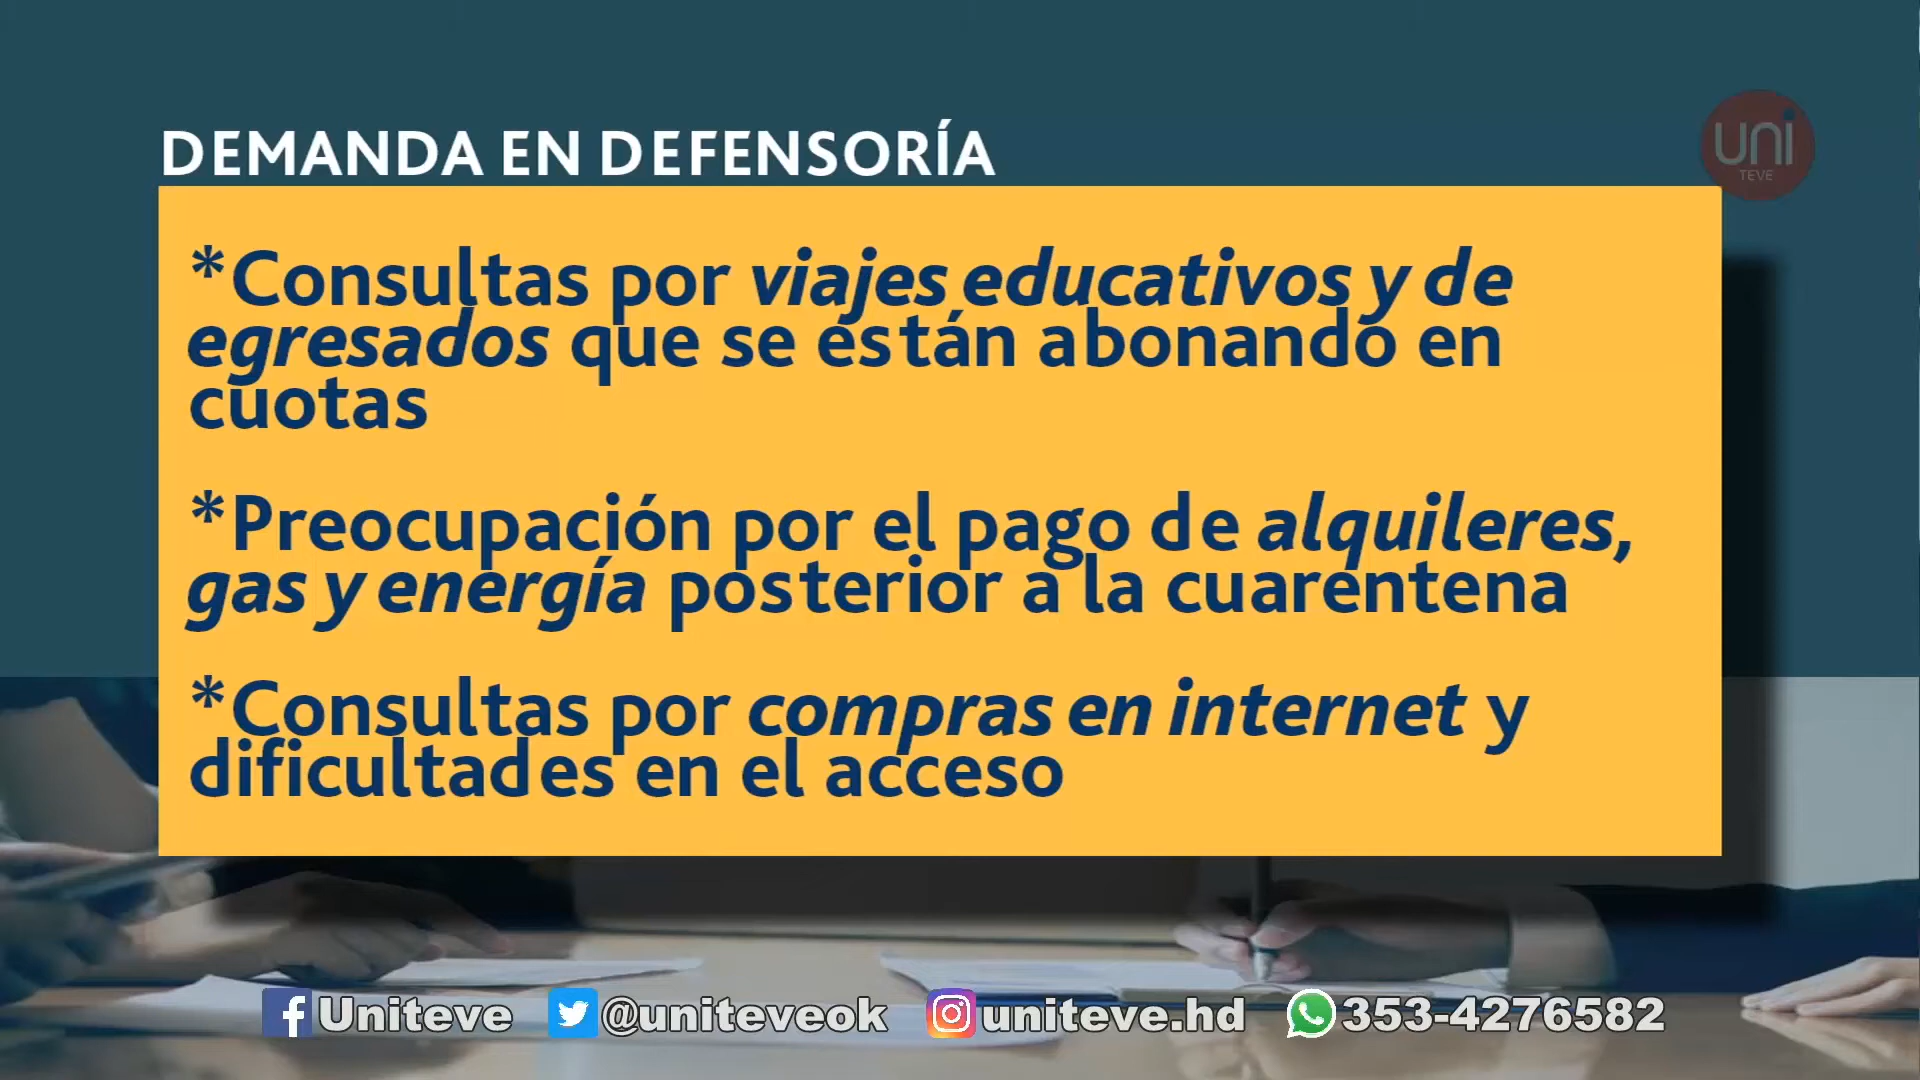 DEMANDA EN DEFENSORÍA
uni
TEVE
*Consultas por viajes educativos y de
egresados que se están abonando en
cuotas
*Preocupación por el pago de alquileres,
gas y energía posterior a la cuarentena
*Consultas por compras en internet y
dificultades en el acceso
Uniteve @uniteveok uniteve.hd 353-4276582